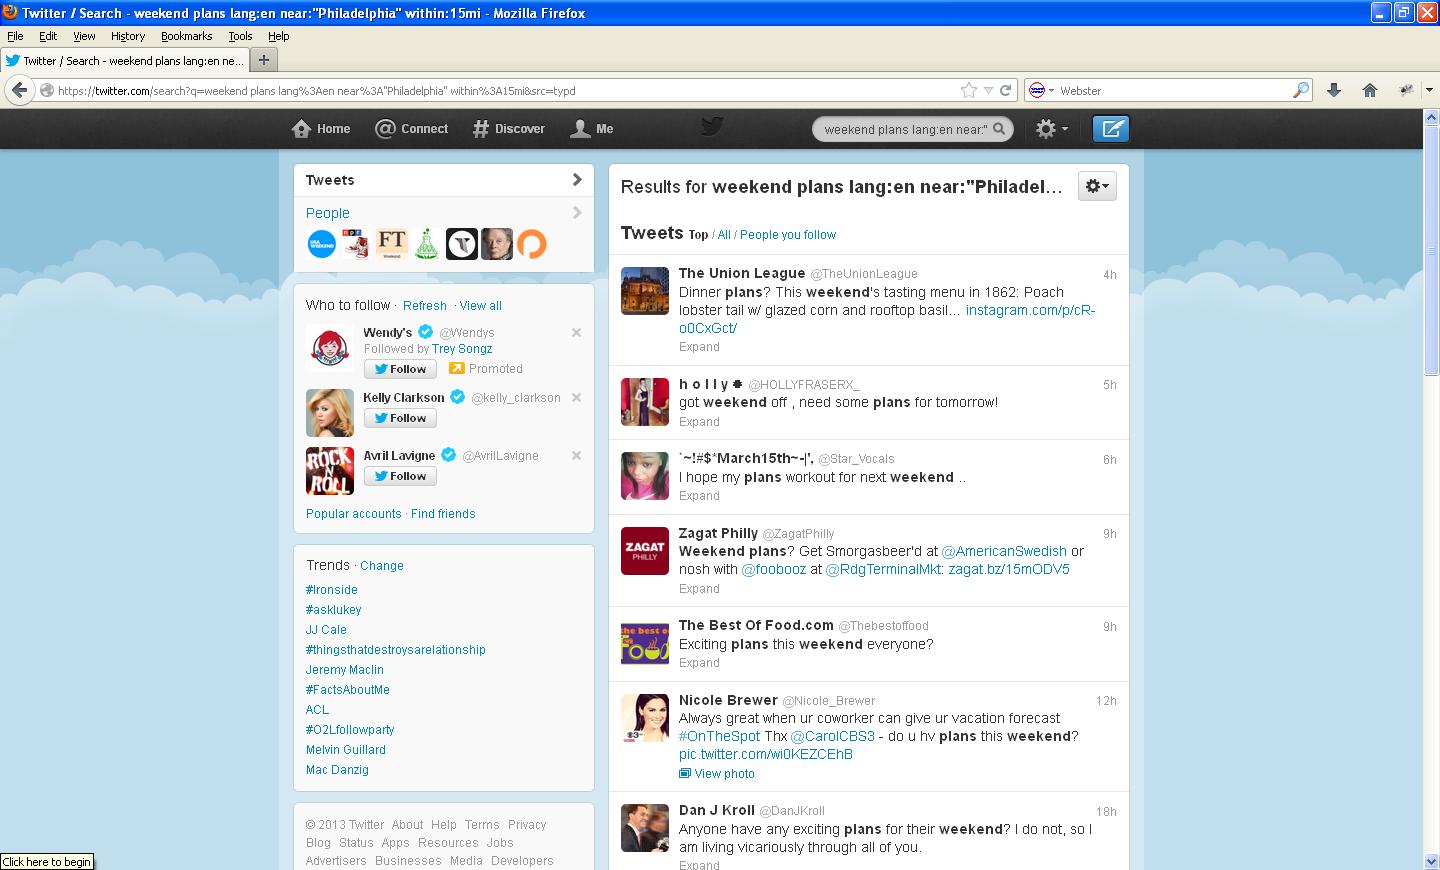 Twitter / Search - weekend plans lang:en near:"Philadelphia" within:15mi - Mozilla Firefox
File Edit View History Bookmarks Tools Help
Twitter / Search - weekend plans lang:en ne...
https://twitter.com/search?q=weekend plans lang%3Aen near%3A"Philadelphia" within%3A15mi&src=typd
Webster
Home Connect Discover Me
weekend plans lang:en near:"
Tweets
People
USA WEEKEND
npr
FT
Weekend
Who to follow · Refresh · View all
Wendy's @Wendys
Followed by Trey Songz
Follow Promoted
Kelly Clarkson @kelly_clarkson
Follow
Avril Lavigne @AvrilLavigne
Follow
ROCK N ROLL
Popular accounts · Find friends
Trends · Change
#Ironside
#asklukey
JJ Cale
#thingsthatdestroysarelationship
Jeremy Maclin
#FactsAboutMe
ACL
#O2Lfollowparty
Melvin Guillard
Mac Danzig
© 2013 Twitter About Help Terms Privacy
Blog Status Apps Resources Jobs
Advertisers Businesses Media Developers
Results for weekend plans lang:en near:"Philadel...
Tweets Top / All / People you follow
The Union League @TheUnionLeague 4h
Dinner plans? This weekend's tasting menu in 1862: Poach
lobster tail w/ glazed corn and rooftop basil... instagram.com/p/cR-
o0CxGct/
Expand
h o l l y @HOLLYFRASERX_ 5h
got weekend off , need some plans for tomorrow!
Expand
`~!#$*March15th~-|', @Star_Vocals 6h
I hope my plans workout for next weekend ..
Expand
ZAGAT
PHILLY
Zagat Philly @ZagatPhilly 9h
Weekend plans? Get Smorgasbeer'd at @AmericanSwedish or
nosh with @foobooz at @RdgTerminalMkt: zagat.bz/15mODV5
Expand
The Best Of Food.com @Thebestoffood 9h
Exciting plans this weekend everyone?
Expand
Nicole Brewer @Nicole_Brewer 12h
Always great when ur coworker can give ur vacation forecast
#OnTheSpot Thx @CarolCBS3 - do u hv plans this weekend?
pic.twitter.com/wi0KEZCEhB
View photo
Dan J Kroll @DanJKroll 18h
Anyone have any exciting plans for their weekend? I do not, so I
am living vicariously through all of you.
Expand
Click here to begin